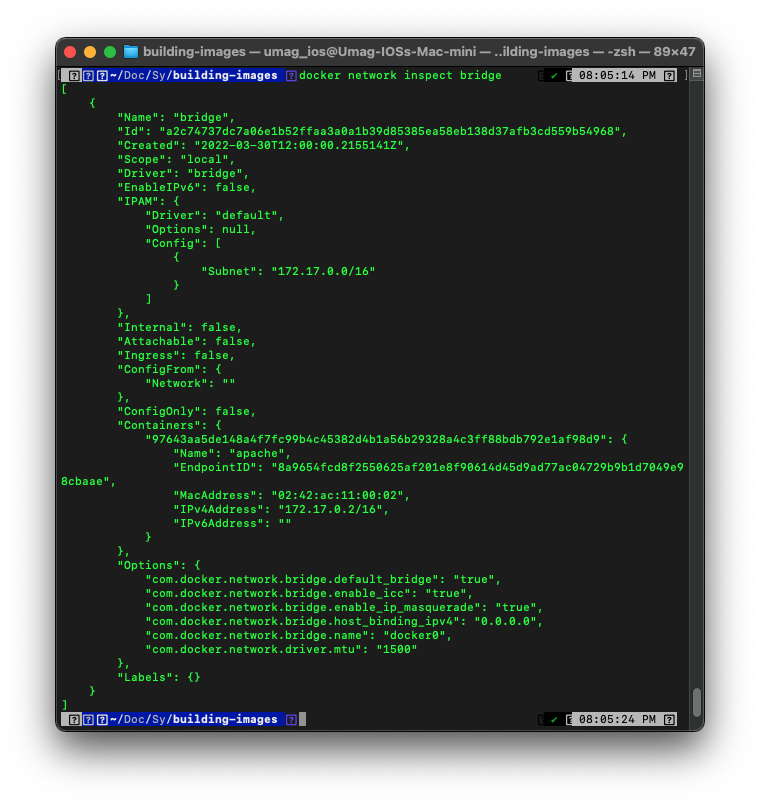 building-images — umag_ios@Umag-IOSs-Mac-mini — ..ilding-images — -zsh — 89×47
~/Doc/Sy/building-images docker network inspect bridge ✔ 08:05:14 PM
[
    {
        "Name": "bridge",
        "Id": "a2c74737dc7a06e1b52ffaa3a0a1b39d85385ea58eb138d37afb3cd559b54968",
        "Created": "2022-03-30T12:00:00.2155141Z",
        "Scope": "local",
        "Driver": "bridge",
        "EnableIPv6": false,
        "IPAM": {
            "Driver": "default",
            "Options": null,
            "Config": [
                {
                    "Subnet": "172.17.0.0/16"
                }
            ]
        },
        "Internal": false,
        "Attachable": false,
        "Ingress": false,
        "ConfigFrom": {
            "Network": ""
        },
        "ConfigOnly": false,
        "Containers": {
            "97643aa5de148a4f7fc99b4c45382d4b1a56b29328a4c3ff88bdb792e1af98d9": {
                "Name": "apache",
                "EndpointID": "8a9654fcd8f2550625af201e8f90614d45d9ad77ac04729b9b1d7049e9
8cbaae",
                "MacAddress": "02:42:ac:11:00:02",
                "IPv4Address": "172.17.0.2/16",
                "IPv6Address": ""
            }
        },
        "Options": {
            "com.docker.network.bridge.default_bridge": "true",
            "com.docker.network.bridge.enable_icc": "true",
            "com.docker.network.bridge.enable_ip_masquerade": "true",
            "com.docker.network.bridge.host_binding_ipv4": "0.0.0.0",
            "com.docker.network.bridge.name": "docker0",
            "com.docker.network.driver.mtu": "1500"
        },
        "Labels": {}
    }
]
~/Doc/Sy/building-images ✔ 08:05:24 PM